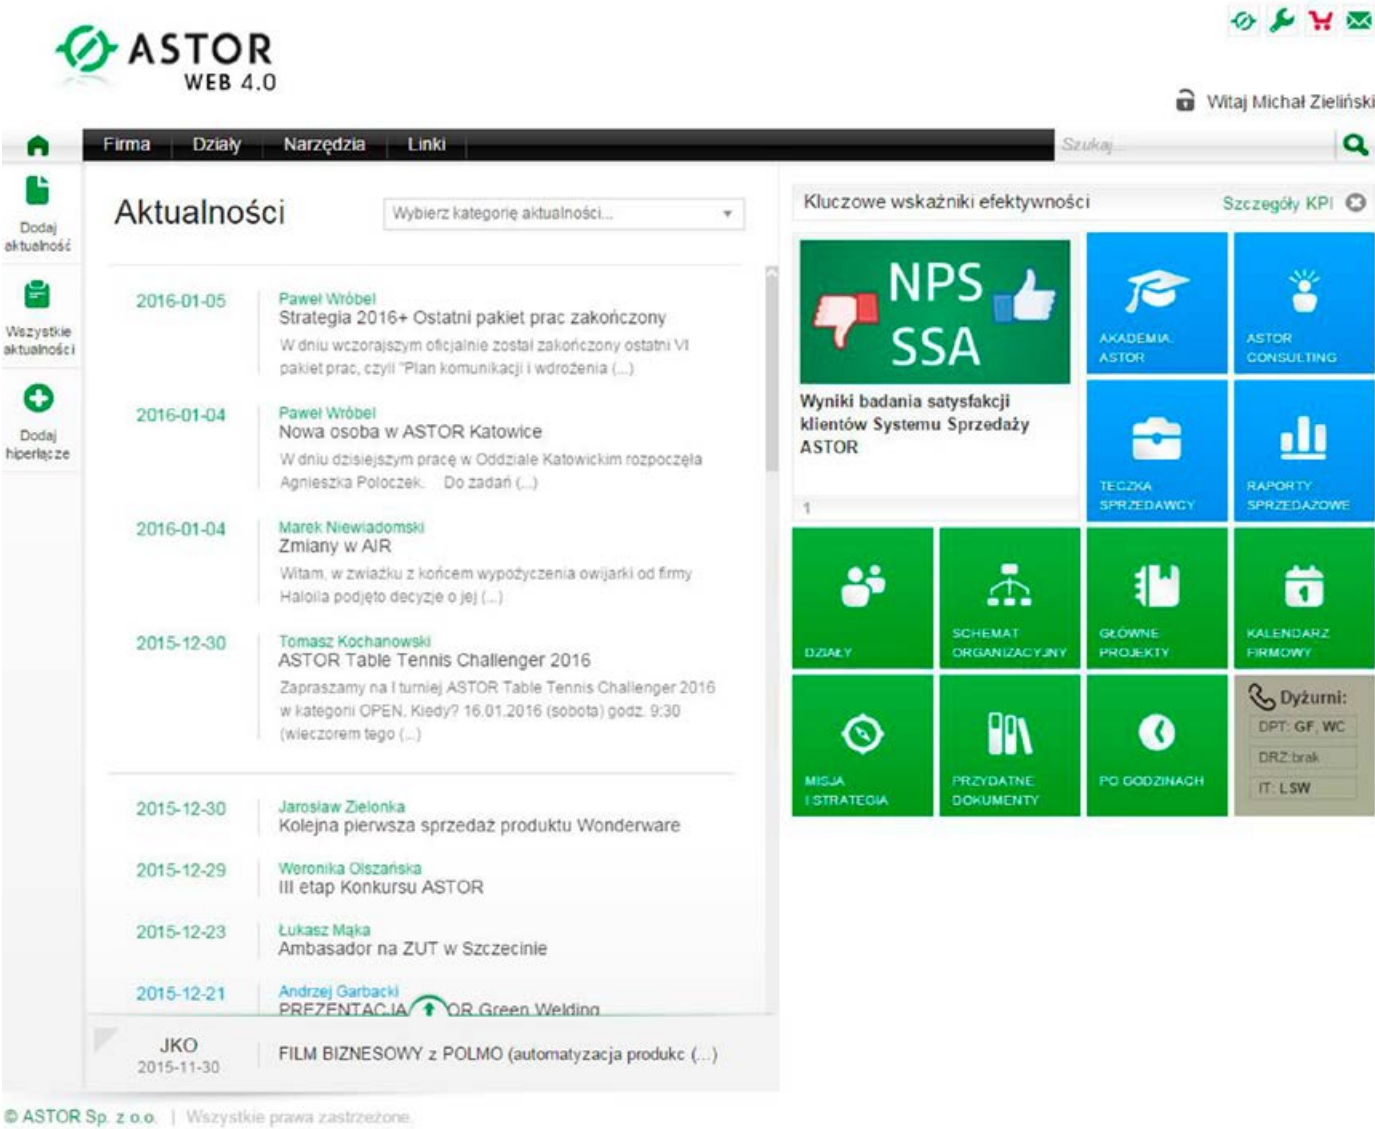 ASTOR
WEB 4.0
Witaj Michał Zieliński
Firma
Działy
Narzędzia
Linki
Szukaj...
Dodaj
aktualność
Wszystkie
aktualności
Dodaj
hiperłącze
Aktualności
Wybierz kategorię aktualności...
2016-01-05
Paweł Wróbel
Strategia 2016+ Ostatni pakiet prac zakończony
W dniu wczorajszym oficjalnie został zakończony ostatni VI
pakiet prac, czyli "Plan komunikacji i wdrożenia (...)
2016-01-04
Paweł Wróbel
Nowa osoba w ASTOR Katowice
W dniu dzisiejszym pracę w Oddziale Katowickim rozpoczęła
Agnieszka Poloczek. Do zadań (...)
2016-01-04
Marek Niewiadomski
Zmiany w AIR
Witam, w zwiażku z końcem wypożyczenia owijarki od firmy
podjęto decyzje o jej (...)
2015-12-30
Tomasz Kochanowski
ASTOR Table Tennis Challenger 2016
Zapraszamy na I turniej ASTOR Table Tennis Challenger 2016
w kategorii OPEN. Kiedy? 16.01.2016 (sobota) godz. 9:30
(wieczorem tego (...)
2015-12-30
Jarosław Zielonka
Kolejna pierwsza sprzedaż produktu Wonderware
2015-12-29
Weronika Olszańska
III etap Konkursu ASTOR
2015-12-23
Łukasz Mąka
Ambasador na ZUT w Szczecinie
2015-12-21
Andrzej Garbacki
PREZENTACJA OR Green Welding
JKO
2015-11-30
FILM BIZNESOWY z POLMO (automatyzacja produkc (...)
Kluczowe wskaźniki efektywności
Szczegóły KPI
NPS
SSA
Wyniki badania satysfakcji
klientów Systemu Sprzedaży
ASTOR
1
AKADEMIA
ASTOR
ASTOR
CONSULTING
TECZKA
SPRZEDAWCY
RAPORTY
SPRZEDAŻOWE
DZIAŁY
SCHEMAT
ORGANIZACYJNY
GŁÓWNE
PROJEKTY
1
KALENDARZ
FIRMOWY
MISJA
I STRATEGIA
PRZYDATNE
DOKUMENTY
PO GODZINACH
Dyżurni:
DPT: GF, WC
DRZ:brak
IT: LSW
© ASTOR Sp. z o.o. | Wszystkie prawa zastrzeżone.